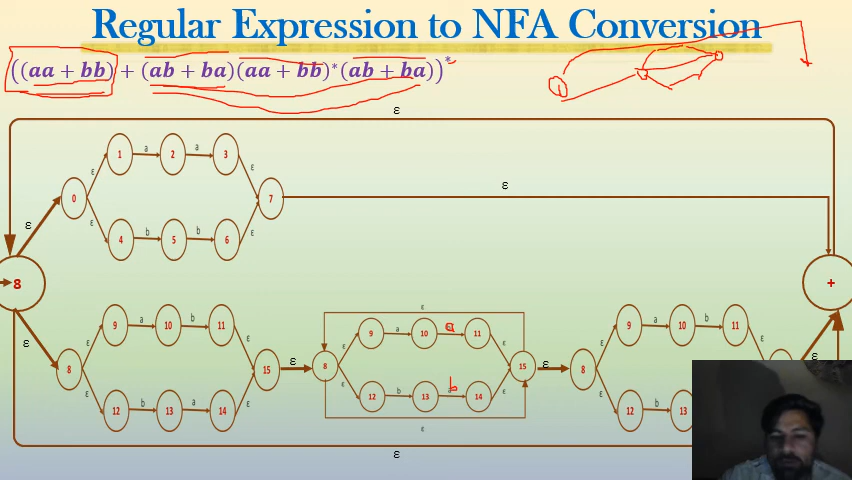 Regular Expression to NFA Conversion
((aa + bb) + (ab + ba)(aa + bb)*(ab + ba))*
ε
1 a 2 a 3
ε ε
0 7 ε
ε ε
4 b 5 b 6
ε
8 +
ε
9 a 10 b 11
ε ε
8 15 ε
ε ε
12 b 13 a 14
ε
9 a 10 a 11
ε ε
8 15 ε
ε ε
12 b 13 b 14
ε
9 a 10 b 11
ε ε
8 ε
ε
12 b 13
ε